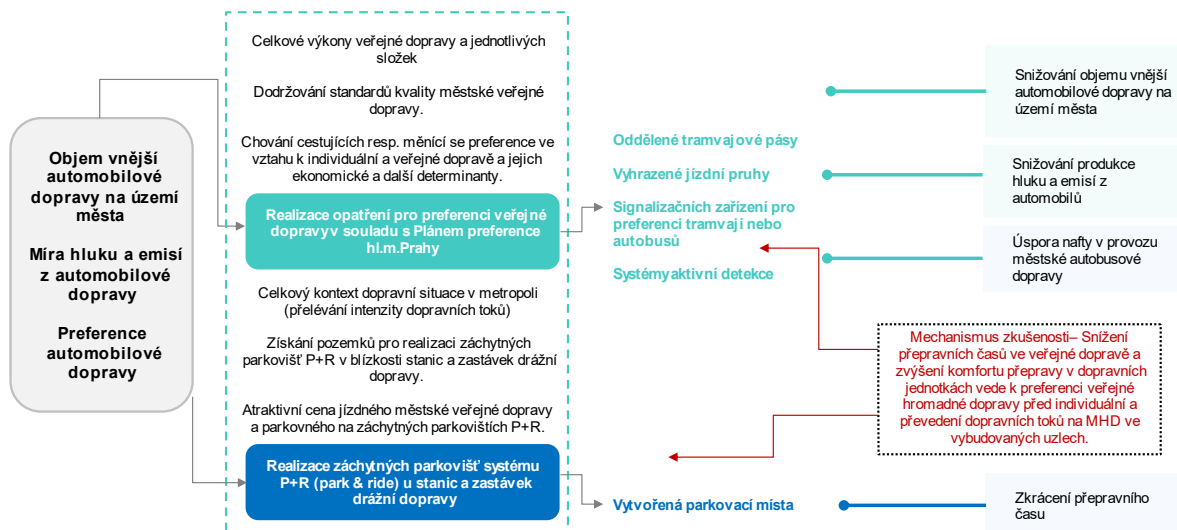 Objem vnější
automobilové
dopravy na území
města
Míra hluku a emisí
z automobilové
dopravy
Preference
automobilové
dopravy
Celkové výkony veřejné dopravy a jednotlivých
složek
Dodržování standardů kvality městské veřejné
dopravy.
Chování cestujících resp. měnící se preference ve
vztahu k individuální a veřejné dopravě a jejich
ekonomické a další determinanty.
Realizace opatření pro preferenci veřejné
dopravy v souladu s Plánem preference
hl.m.Prahy
Celkový kontext dopravní situace v metropoli
(přelévání intenzity dopravních toků)
Získání pozemků pro realizaci záchytných
parkovišť P+R v blízkosti stanic a zastávek drážní
dopravy.
Atraktivní cena jízdného městské veřejné dopravy
a parkovného na záchytných parkovištích P+R.
Realizace záchytných parkovišť systému
P+R (park & ride) u stanic a zastávek
drážní dopravy
Oddělené tramvajové pásy
Vyhrazené jízdní pruhy
Signalizačních zařízení pro
preferenci tramvají nebo
autobusů
Systémy aktivní detekce
Vytvořená parkovací místa
Snižování objemu vnější
automobilové dopravy na
území města
Snižování produkce
hluku a emisí z
automobilů
Úspora nafty v provozu
městské autobusové
dopravy
Mechanismus zkušenosti– Snížení
přepravních časů ve veřejné dopravě a
zvýšení komfortu přepravy v dopravních
jednotkách vede k preferenci veřejné
hromadné dopravy před individuální a
převedení dopravních toků na MHD ve
vybudovaných uzlech.
Zkrácení přepravního
času